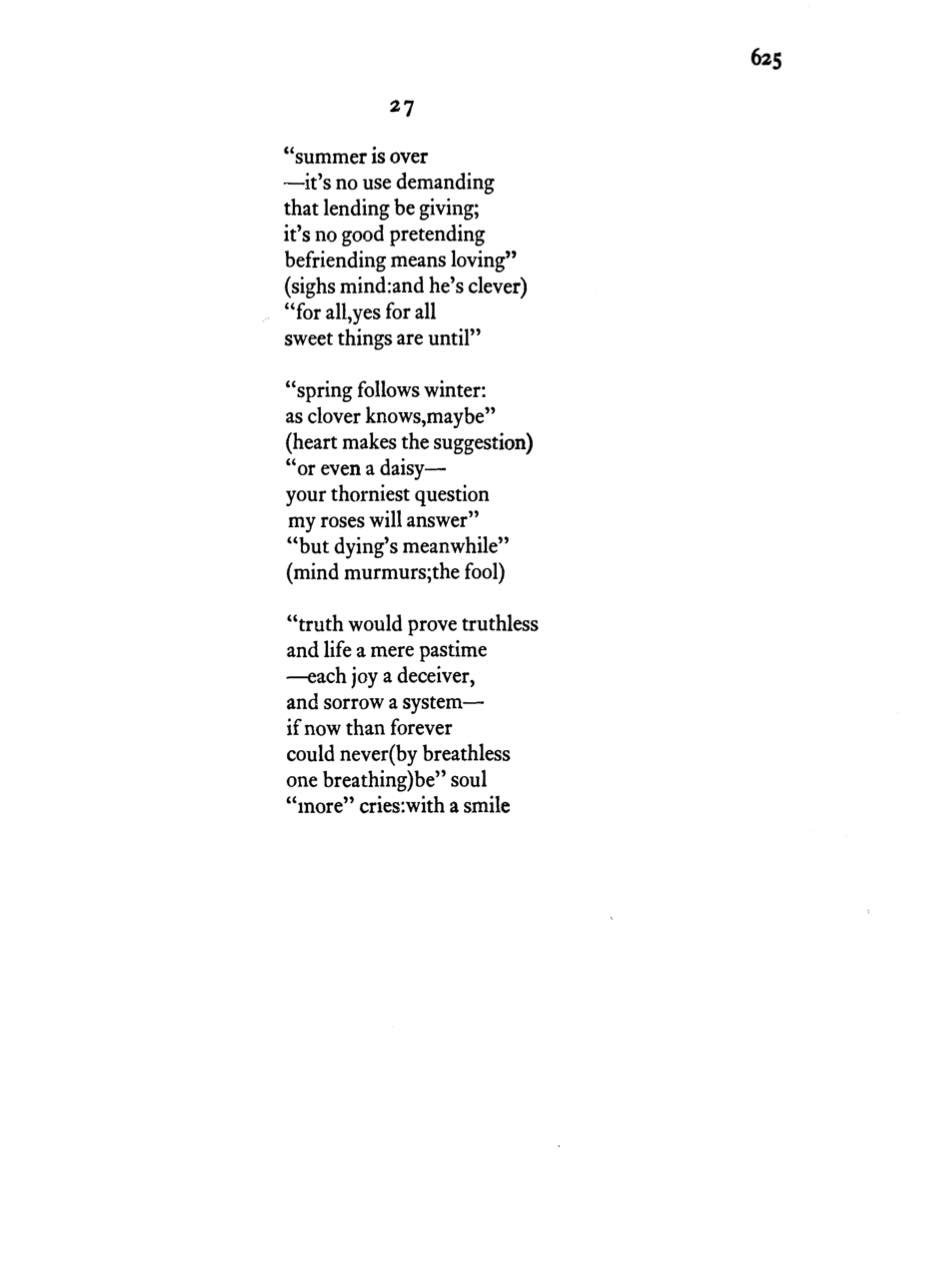 625
27
“summer is over
—it’s no use demanding
that lending be giving;
it’s no good pretending
befriending means loving”
(sighs mind:and he’s clever)
“for all,yes for all
sweet things are until”
“spring follows winter:
as clover knows,maybe”
(heart makes the suggestion)
“or even a daisy—
your thorniest question
my roses will answer”
“but dying’s meanwhile”
(mind murmurs;the fool)
“truth would prove truthless
and life a mere pastime
—each joy a deceiver,
and sorrow a system—
if now than forever
could never(by breathless
one breathing)be” soul
“more” cries:with a smile